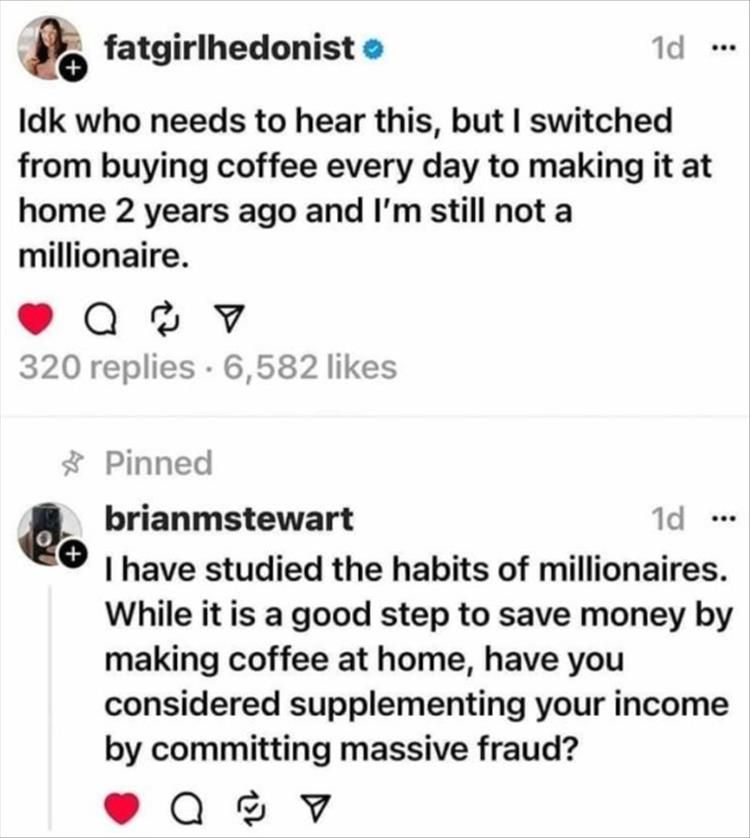 fatgirlhedonist
1d
Idk who needs to hear this, but I switched
from buying coffee every day to making it at
home 2 years ago and I'm still not a
millionaire.
320 replies · 6,582 likes
Pinned
brianmstewart
1d
I have studied the habits of millionaires.
While it is a good step to save money by
making coffee at home, have you
considered supplementing your income
by committing massive fraud?